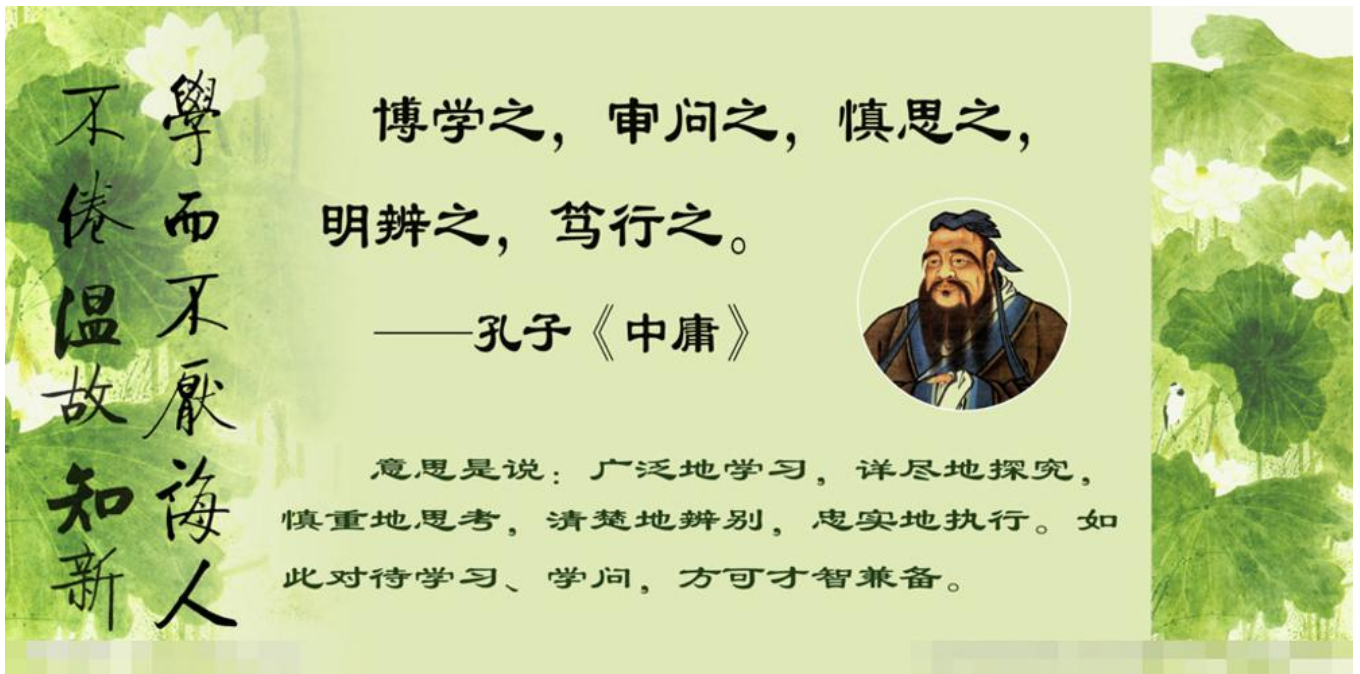 學而不厭誨人
不倦温故知新
博学之，审问之，慎思之，
明辨之，笃行之。
——孔子《中庸》
意思是说：广泛地学习，详尽地探究，
慎重地思考，清楚地辨别，忠实地执行。如
此对待学习、学问，方可才智兼备。